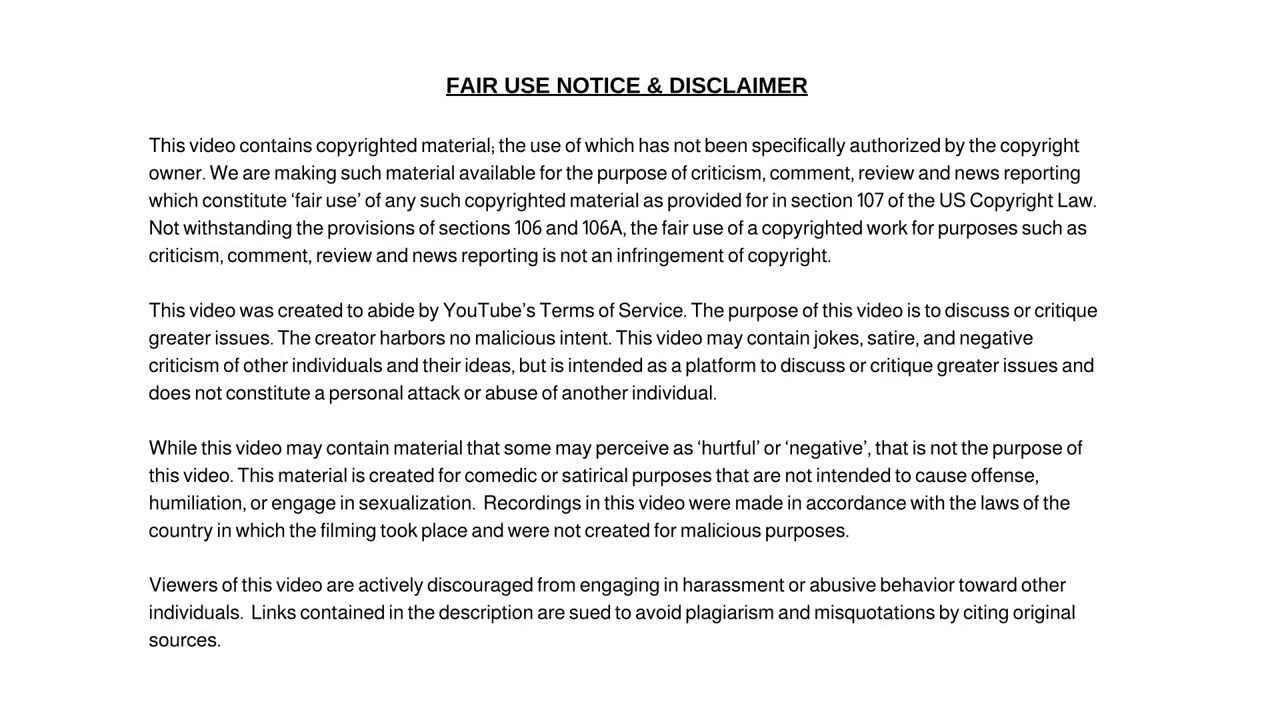 FAIR USE NOTICE & DISCLAIMER
This video contains copyrighted material; the use of which has not been specifically authorized by the copyright
owner. We are making such material available for the purpose of criticism, comment, review and news reporting
which constitute ‘fair use’ of any such copyrighted material as provided for in section 107 of the US Copyright Law.
Not withstanding the provisions of sections 106 and 106A, the fair use of a copyrighted work for purposes such as
criticism, comment, review and news reporting is not an infringement of copyright.
This video was created to abide by YouTube’s Terms of Service. The purpose of this video is to discuss or critique
greater issues. The creator harbors no malicious intent. This video may contain jokes, satire, and negative
criticism of other individuals and their ideas, but is intended as a platform to discuss or critique greater issues and
does not constitute a personal attack or abuse of another individual.
While this video may contain material that some may perceive as ‘hurtful’ or ‘negative’, that is not the purpose of
this video. This material is created for comedic or satirical purposes that are not intended to cause offense,
humiliation, or engage in sexualization.  Recordings in this video were made in accordance with the laws of the
country in which the filming took place and were not created for malicious purposes.
Viewers of this video are actively discouraged from engaging in harassment or abusive behavior toward other
individuals.  Links contained in the description are sued to avoid plagiarism and misquotations by citing original
sources.